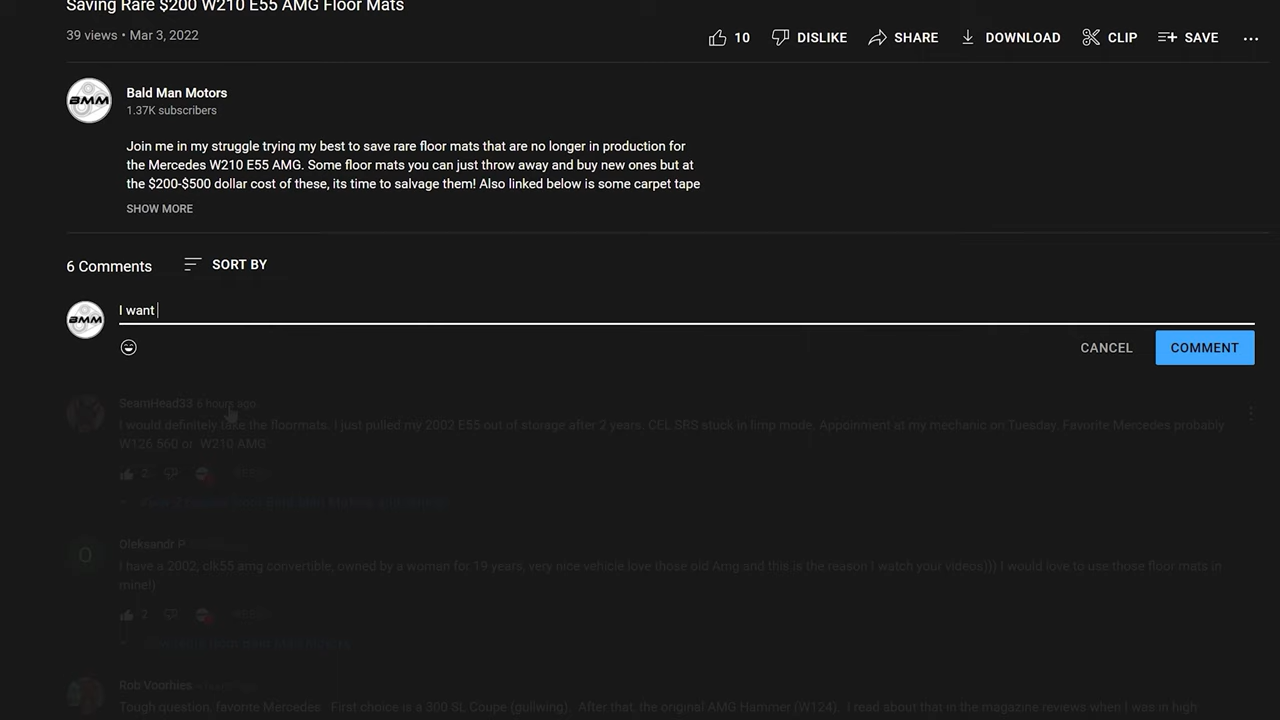 Saving Rare $200 W210 E55 AMG Floor Mats
39 views • Mar 3, 2022
10 DISLIKE SHARE DOWNLOAD CLIP SAVE
BMM
Bald Man Motors
1.37K subscribers
Join me in my struggle trying my best to save rare floor mats that are no longer in production for
the Mercedes W210 E55 AMG. Some floor mats you can just throw away and buy new ones but at
the $200-$500 dollar cost of these, its time to salvage them! Also linked below is some carpet tape
SHOW MORE
6 Comments SORT BY
BMM
I want
CANCEL COMMENT
SeamHead33 6 hours ago
I would definitely take the floormats. I just pulled my 2002 E55 out of storage after 2 years. CEL SRS stuck in limp mode. Appoinment at my mechanic on Tuesday. Favorite Mercedes probably
W126 560 or W210 AMG
2
O
Oleksandr P
I have a 2002, clk55 amg convertible, owned by a woman for 19 years, very nice vehicle love those old Amg and this is the reason I watch your videos))) I would love to use those floor mats in
mine!)
2
Rob Voorhies
Tough question, favorite Mercedes. First choice is a 300 SL Coupe (gullwing). After that, the original AMG Hammer (W124). I read about that in the magazine reviews when I was in high